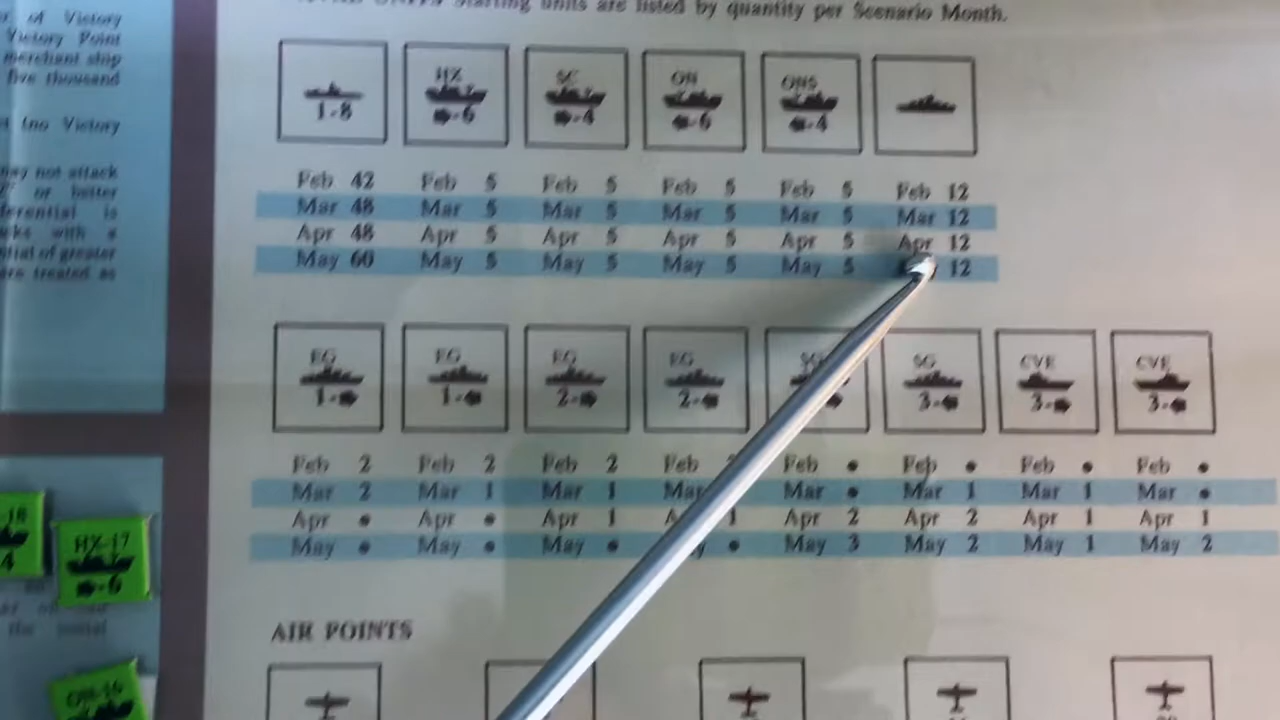 of Victory
Victory Point
merchant ship
five thousand
(no Victory
may not attack
or better
is
with a
of greater
are treated as
Starting units are listed by quantity per Scenario Month.
1-8
HX
-6
SC
-4
ON
-6
ONS
-4
Feb 42 Feb 5 Feb 5 Feb 5 Feb 5 Feb 12
Mar 48 Mar 5 Mar 5 Mar 5 Mar 5 Mar 12
Apr 48 Apr 5 Apr 5 Apr 5 Apr 5 Apr 12
May 60 May 5 May 5 May 5 May 5 12
EG EG EG EG SG CVE CVE
1- 1- 2- 2- 3- 3- 3-
Feb 2 Feb 2 Feb 2 Feb Feb • Feb • Feb • Feb •
Mar 2 Mar 1 Mar 1 Mar • Mar 1 Mar 1 Mar •
Apr • Apr • Apr 1 1 Apr 2 Apr 2 Apr 1 Apr 1
May • May • May • • May 3 May 2 May 1 May 2
AIR POINTS
4
HX-17
-6
the